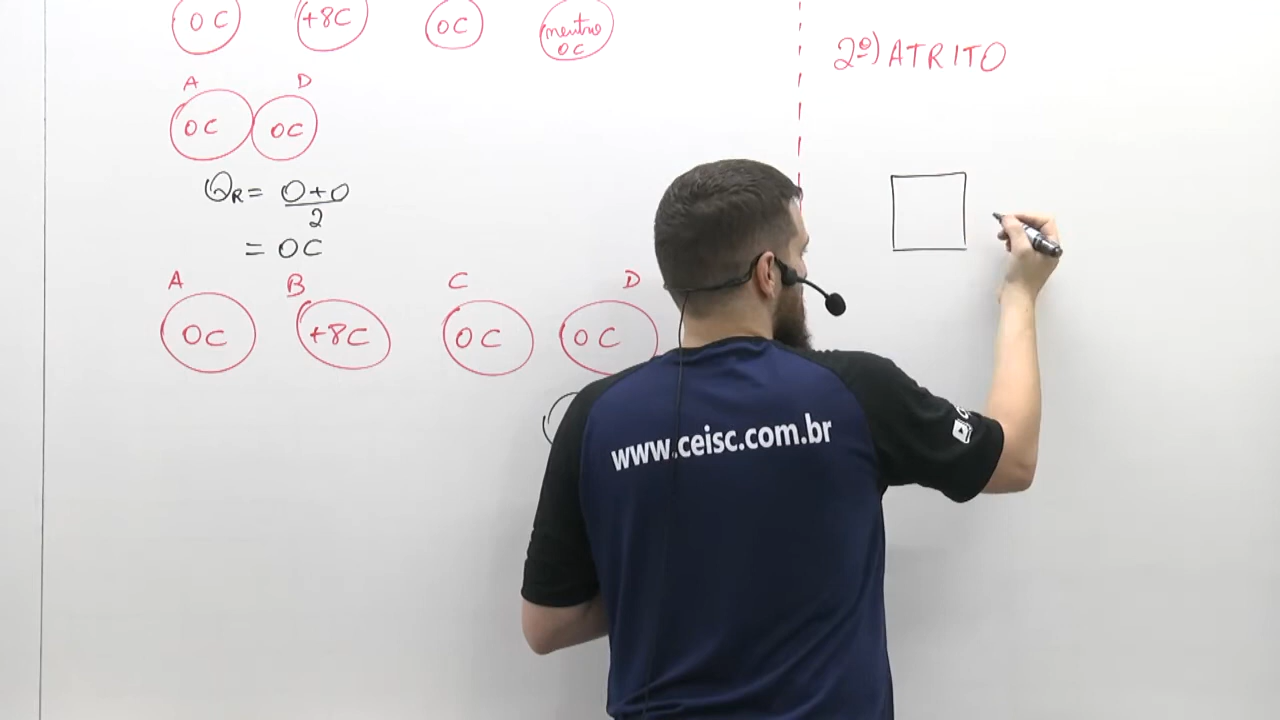 0C +8C 0C neutro 0C
A D
0C 0C
QR = 0+0/2
= 0C
A B C D
0C +8C 0C 0C
2º) ATRITO
www.ceisc.com.br